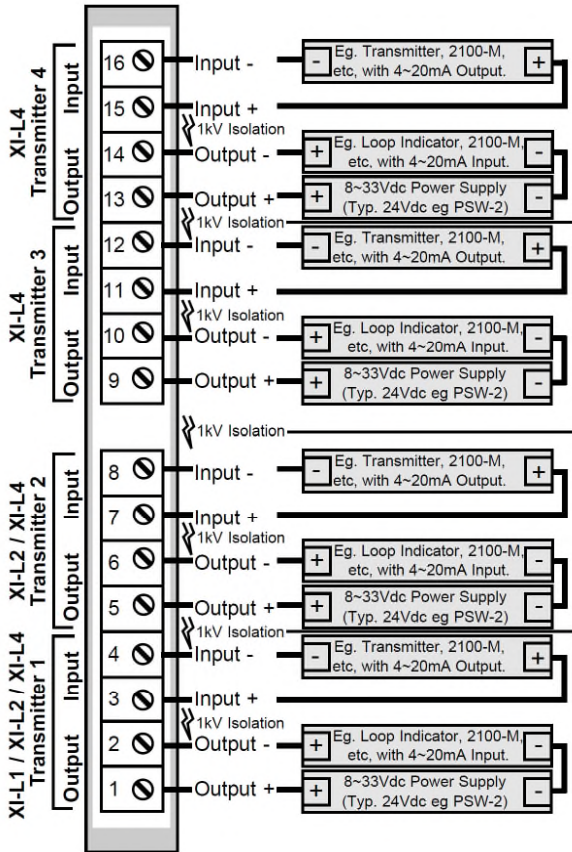 XI-L4
Transmitter 4
Input
Output
16 Input - - Eg. Transmitter, 2100-M, +
etc, with 4~20mA Output.
15 Input +
1kV Isolation
14 Output - + Eg. Loop Indicator, 2100-M, -
etc, with 4~20mA Input.
13 Output + + 8~33Vdc Power Supply -
(Typ. 24Vdc eg PSW-2)
1kV Isolation
XI-L4
Transmitter 3
Input
Output
12 Input - - Eg. Transmitter, 2100-M, +
etc, with 4~20mA Output.
11 Input +
1kV Isolation
10 Output - + Eg. Loop Indicator, 2100-M, -
etc, with 4~20mA Input.
9 Output + + 8~33Vdc Power Supply -
(Typ. 24Vdc eg PSW-2)
1kV Isolation
XI-L2 / XI-L4
Transmitter 2
Input
Output
8 Input - - Eg. Transmitter, 2100-M, +
etc, with 4~20mA Output.
7 Input +
1kV Isolation
6 Output - + Eg. Loop Indicator, 2100-M, -
etc, with 4~20mA Input.
5 Output + + 8~33Vdc Power Supply -
(Typ. 24Vdc eg PSW-2)
1kV Isolation
XI-L1 / XI-L2 / XI-L4
Transmitter 1
Input
Output
4 Input - - Eg. Transmitter, 2100-M, +
etc, with 4~20mA Output.
3 Input +
1kV Isolation
2 Output - + Eg. Loop Indicator, 2100-M, -
etc, with 4~20mA Input.
1 Output + + 8~33Vdc Power Supply -
(Typ. 24Vdc eg PSW-2)